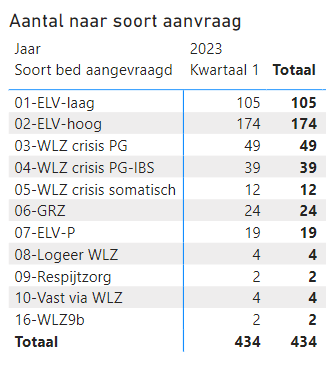 Aantal naar soort aanvraag
Jaar 2023
Soort bed aangevraagd Kwartaal 1 Totaal
01-ELV-laag 105 105
02-ELV-hoog 174 174
03-WLZ crisis PG 49 49
04-WLZ crisis PG-IBS 39 39
05-WLZ crisis somatisch 12 12
06-GRZ 24 24
07-ELV-P 19 19
08-Logeer WLZ 4 4
09-Respijtzorg 2 2
10-Vast via WLZ 4 4
16-WLZ9b 2 2
Totaal 434 434